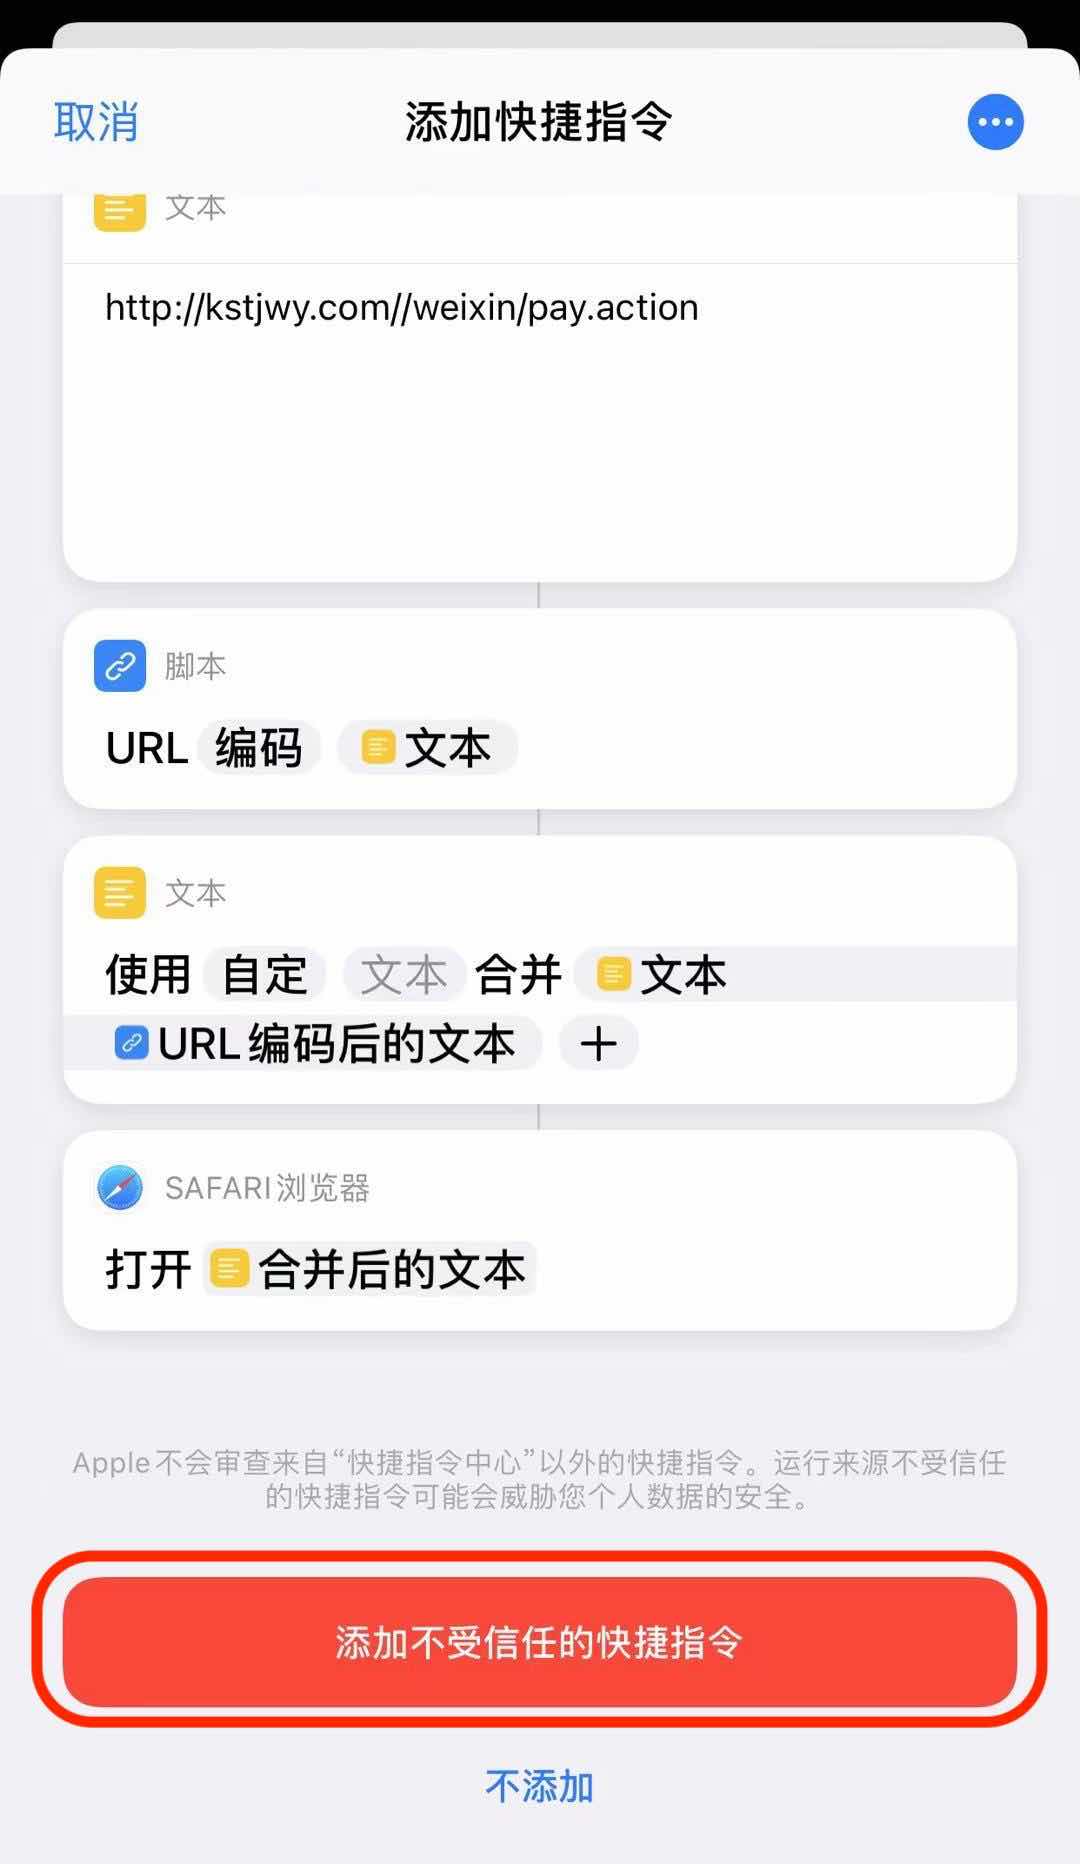 取消 添加快捷指令
文本
http://kstjwy.com//weixin/pay.action
脚本
URL 编码 文本
文本
使用 自定 文本 合并 文本
URL编码后的文本 +
SAFARI浏览器
打开 合并后的文本
Apple不会审查来自“快捷指令中心”以外的快捷指令。运行来源不受信任
的快捷指令可能会威胁您个人数据的安全。
添加不受信任的快捷指令
不添加